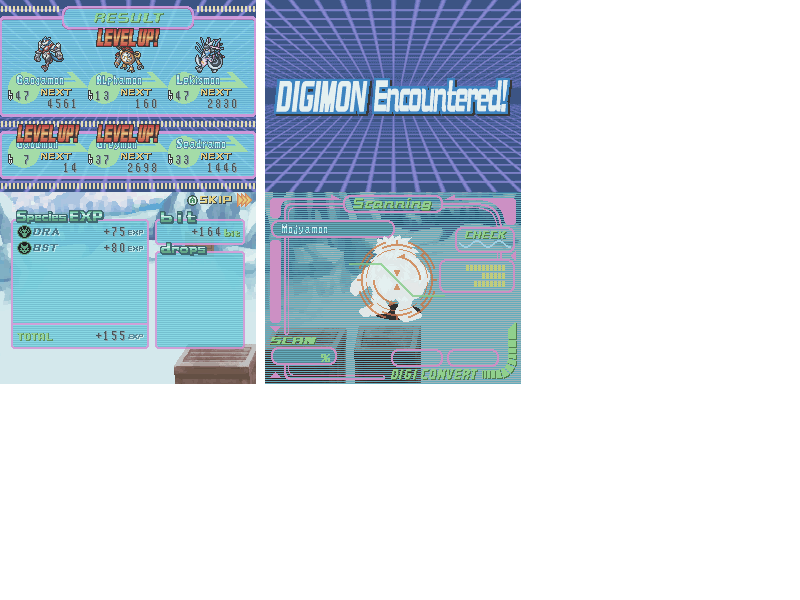 RESULT
LEVEL UP!
Gaogamon Alphamon Lekismon
47 NEXT 4561
13 NEXT 160
47 NEXT 2830
LEVEL UP! LEVEL UP!
Seadramo
7 NEXT 14
37 NEXT 2698
33 NEXT 1446
SKIP
Species EXP
DRA +75 EXP
BST +80 EXP
TOTAL +155 EXP
bit
+164 bit
drops
DIGIMON Encountered!
Scanning
Mojyamon
CHECK
SCAN
%
DIGI CONVERT